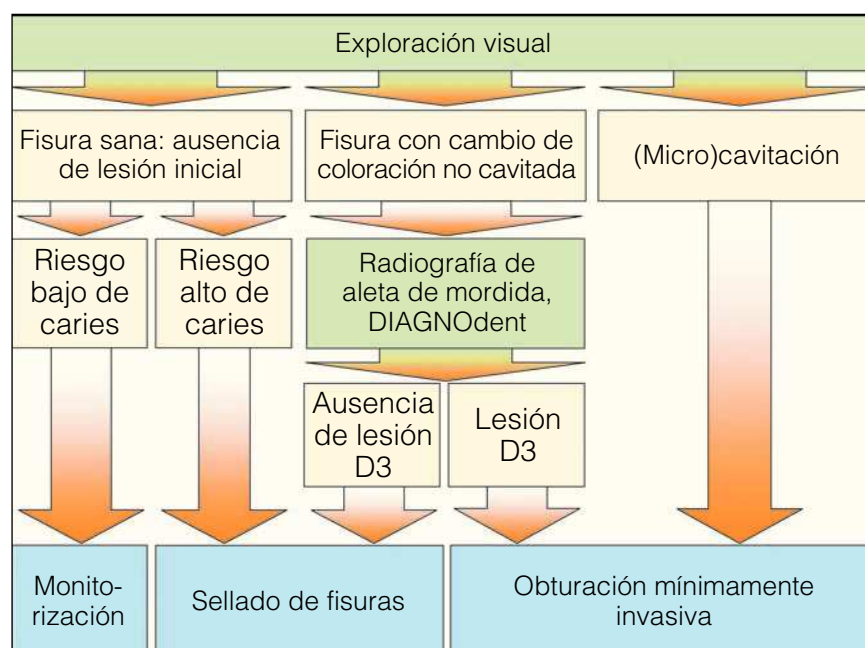 Exploración visual
Fisura sana: ausencia
de lesión inicial
Fisura con cambio de
coloración no cavitada
(Micro)cavitación
Riesgo
bajo de
caries
Riesgo
alto de
caries
Radiografía de
aleta de mordida,
DIAGNOdent
Ausencia
de lesión
D3
Lesión
D3
Monito-
rización
Sellado de fisuras
Obturación mínimamente
invasiva